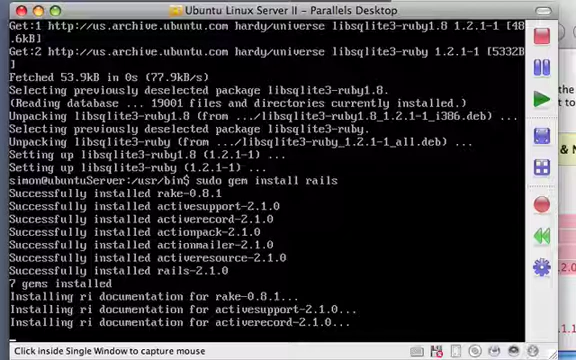 Ubuntu Linux Server II - Parallels Desktop
Get:1 http://us.archive.ubuntu.com hardy/universe libsqlite3-ruby1.8 1.2.1-1 [48
.6kB]
Get:2 http://us.archive.ubuntu.com hardy/universe libsqlite3-ruby 1.2.1-1 [5332B
]
Fetched 53.9kB in 0s (77.9kB/s)
Selecting previously deselected package libsqlite3-ruby1.8.
(Reading database ... 19001 files and directories currently installed.)
Unpacking libsqlite3-ruby1.8 (from .../libsqlite3-ruby1.8_1.2.1-1_i386.deb) ...
Selecting previously deselected package libsqlite3-ruby.
Unpacking libsqlite3-ruby (from .../libsqlite3-ruby_1.2.1-1_all.deb) ...
Setting up libsqlite3-ruby1.8 (1.2.1-1) ...
Setting up libsqlite3-ruby (1.2.1-1) ...
simon@ubuntuServer:/usr/bin$ sudo gem install rails
Successfully installed rake-0.8.1
Successfully installed activesupport-2.1.0
Successfully installed activerecord-2.1.0
Successfully installed actionpack-2.1.0
Successfully installed actionmailer-2.1.0
Successfully installed activeresource-2.1.0
Successfully installed rails-2.1.0
7 gems installed
Installing ri documentation for rake-0.8.1...
Installing ri documentation for activesupport-2.1.0...
Installing ri documentation for activerecord-2.1.0...
Click inside Single Window to capture mouse
the
t to
& N
2.0
1.1